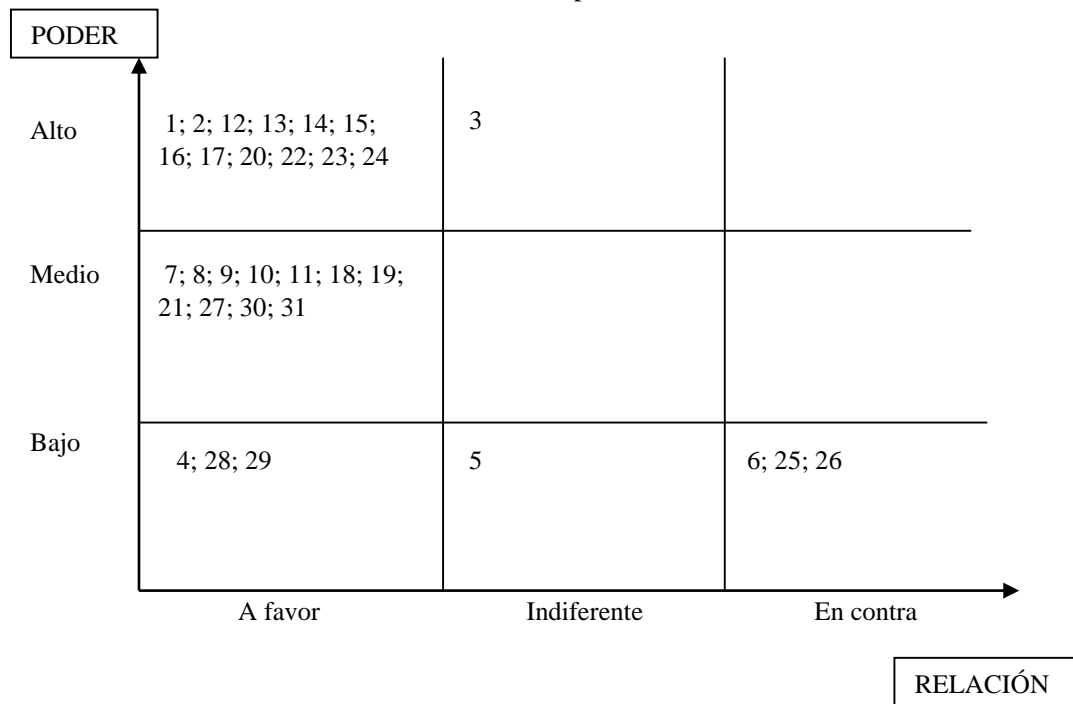 PODER
Alto
1; 2; 12; 13; 14; 15;
16; 17; 20; 22; 23; 24
3
Medio
7; 8; 9; 10; 11; 18; 19;
21; 27; 30; 31
Bajo
4; 28; 29
5
6; 25; 26
A favor
Indiferente
En contra
RELACIÓN